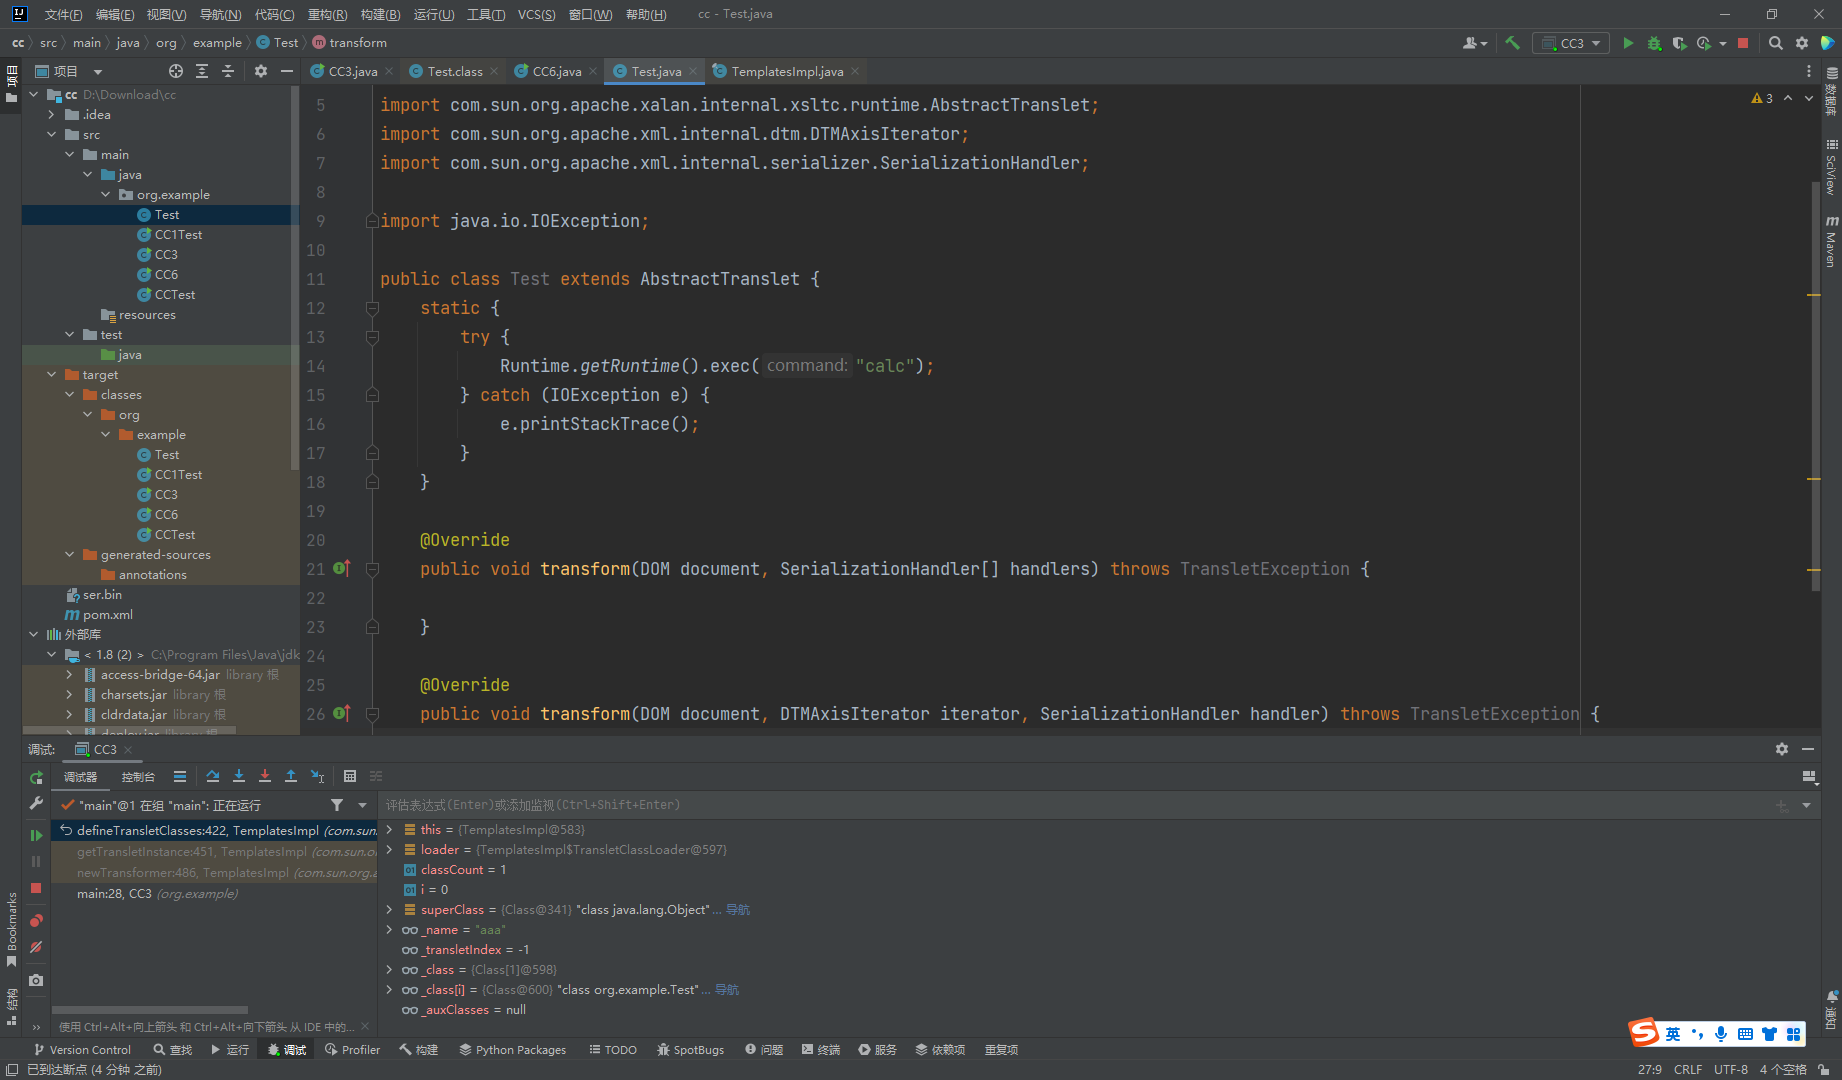 文件(F) 编辑(E) 视图(V) 导航(N) 代码(C) 重构(R) 构建(B) 运行(U) 工具(T) VCS(S) 窗口(W) 帮助(H) cc - Test.java
cc src main java org example Test transform
CC3
项目
CC3.java Test.class CC6.java Test.java TemplatesImpl.java
项目
cc D:\Download\cc
.idea
src
main
java
org.example
Test
CC1Test
CC3
CC6
CCTest
resources
test
java
target
classes
org
example
Test
CC1Test
CC3
CC6
CCTest
generated-sources
annotations
ser.bin
pom.xml
外部库
< 1.8 (2) > C:\Program Files\Java\jdk
access-bridge-64.jar library 根
charsets.jar library 根
cldrdata.jar library 根
deploy.jar library 根
5 import com.sun.org.apache.xalan.internal.xsltc.runtime.AbstractTranslet;
6 import com.sun.org.apache.xml.internal.dtm.DTMAxisIterator;
7 import com.sun.org.apache.xml.internal.serializer.SerializationHandler;
8
9 import java.io.IOException;
10
11 public class Test extends AbstractTranslet {
12 static {
13 try {
14 Runtime.getRuntime().exec( command: "calc");
15 } catch (IOException e) {
16 e.printStackTrace();
17 }
18 }
19
20 @Override
21 public void transform(DOM document, SerializationHandler[] handlers) throws TransletException {
22
23 }
24
25 @Override
26 public void transform(DOM document, DTMAxisIterator iterator, SerializationHandler handler) throws TransletException {
3
数据库
SciView
m Maven
通知
调试: CC3
调试器 控制台
"main"@1 在组 "main": 正在运行
defineTransletClasses:422, TemplatesImpl (com.sun.
getTransletInstance:451, TemplatesImpl (com.sun.o
newTransformer:486, TemplatesImpl (com.sun.org.a
main:28, CC3 (org.example)
使用 Ctrl+Alt+向上箭头 和 Ctrl+Alt+向下箭头 从 IDE 中的...
评估表达式(Enter)或添加监视(Ctrl+Shift+Enter)
this = {TemplatesImpl@583}
loader = {TemplatesImpl$TransletClassLoader@597}
classCount = 1
i = 0
superClass = {Class@341} "class java.lang.Object"... 导航
_name = "aaa"
_transletIndex = -1
_class = {Class[1]@598}
_class[i] = {Class@600} "class org.example.Test"... 导航
_auxClasses = null
Bookmarks
结构
英
Version Control 查找 运行 调试 Profiler 构建 Python Packages TODO SpotBugs 问题 终端 服务 依赖项 重复项
已到达断点 (4 分钟 之前) 27:9 CRLF UTF-8 4 个空格